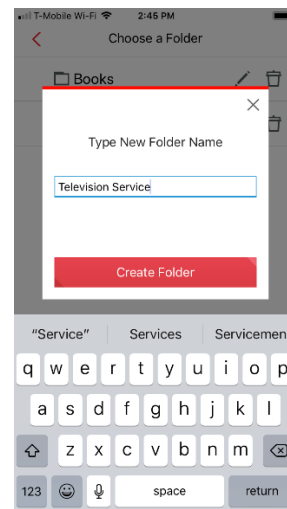 T-Mobile Wi-Fi 2:45 PM
Choose a Folder
Books
Type New Folder Name
Television Service
Create Folder
“Service” Services Servicemen
q w e r t y u i o p
a s d f g h j k l
z x c v b n m
123 space return